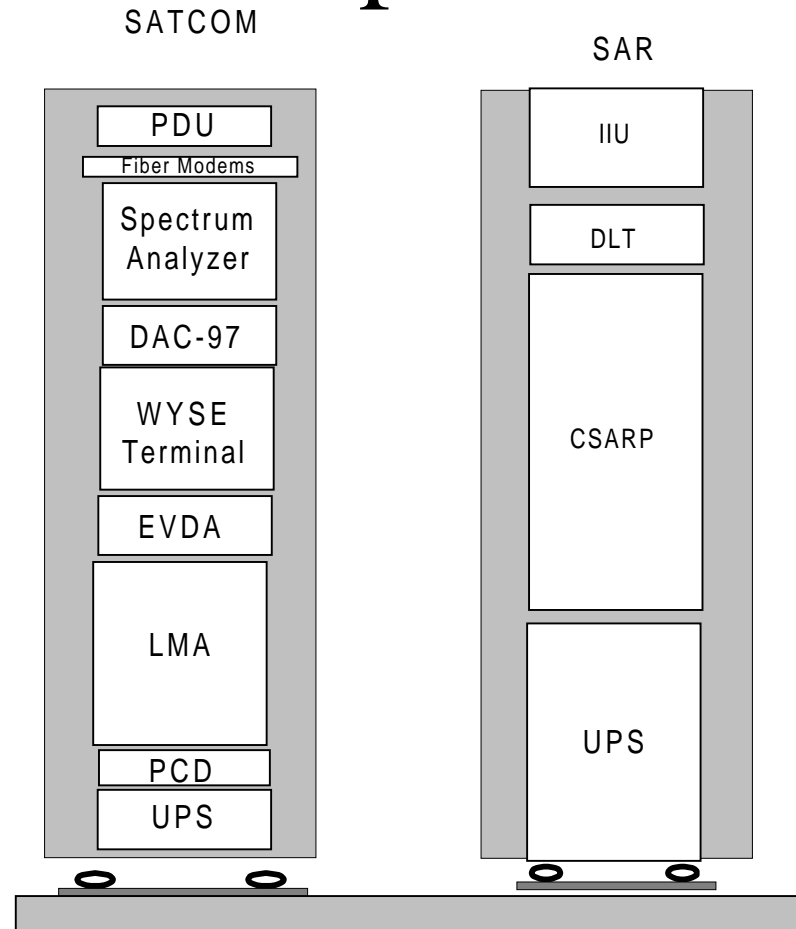 SATCOM
PDU
Fiber Modems
Spectrum
Analyzer
DAC-97
WYSE
Terminal
EVDA
LMA
PCD
UPS
SAR
IIU
DLT
CSARP
UPS